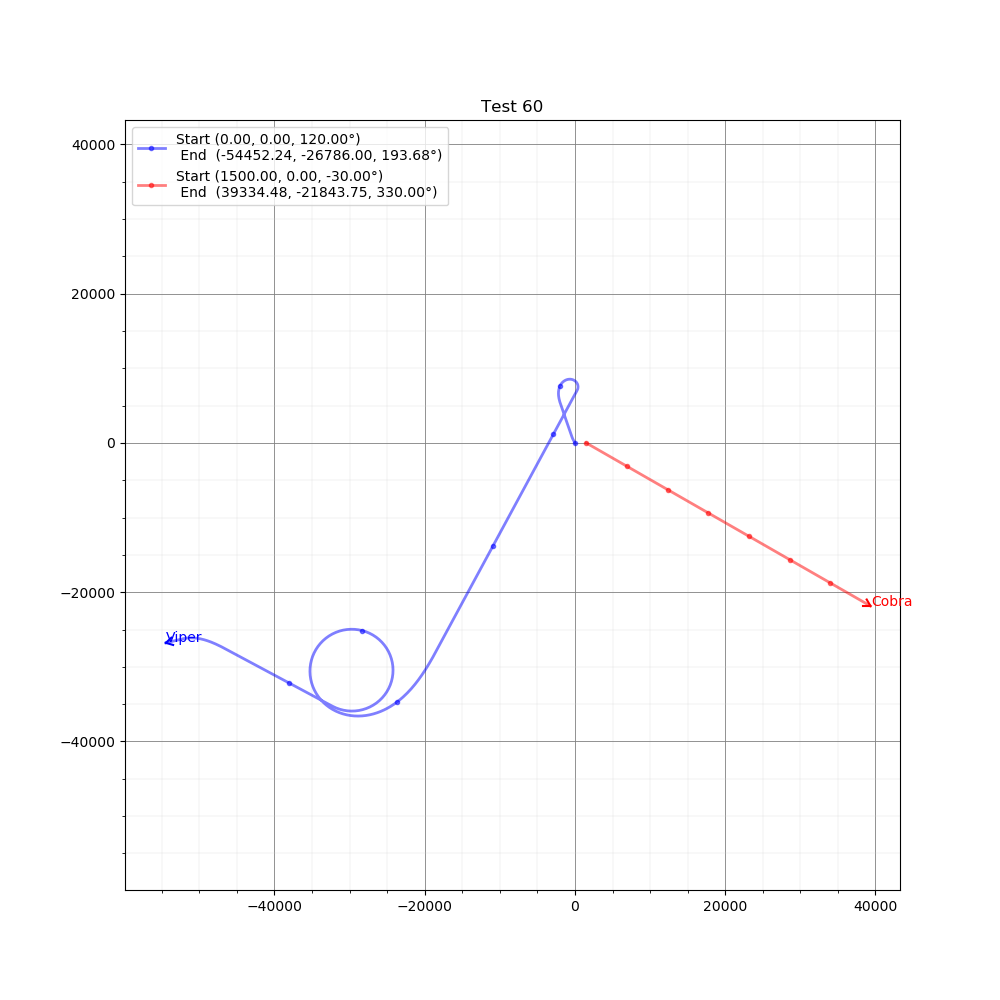 Test 60
Start (0.00, 0.00, 120.00°)
End  (-54452.24, -26786.00, 193.68°)
Start (1500.00, 0.00, -30.00°)
End  (39334.48, -21843.75, 330.00°)
40000
20000
0
−20000
−40000
Viper
Cobra
−40000
−20000
0
20000
40000